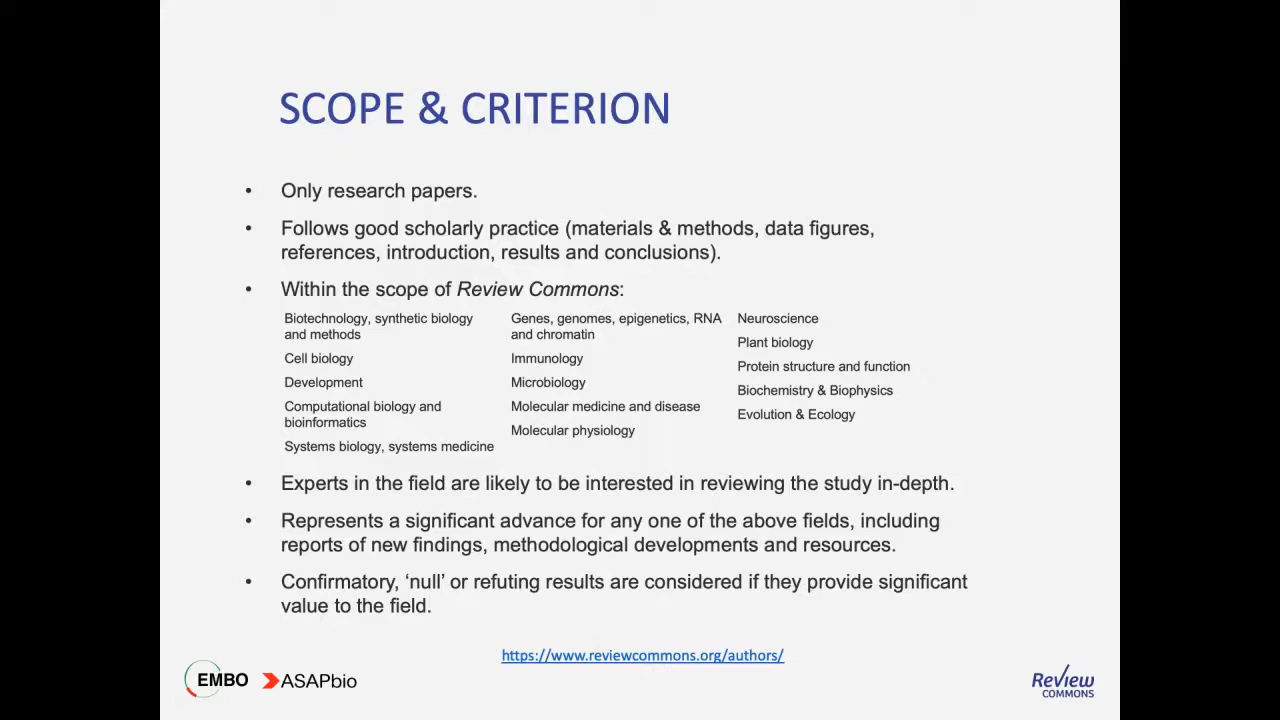 SCOPE & CRITERION
• Only research papers.
• Follows good scholarly practice (materials & methods, data figures,
references, introduction, results and conclusions).
• Within the scope of Review Commons:
Biotechnology, synthetic biology
and methods
Cell biology
Development
Computational biology and
bioinformatics
Systems biology, systems medicine
Genes, genomes, epigenetics, RNA
and chromatin
Immunology
Microbiology
Molecular medicine and disease
Molecular physiology
Neuroscience
Plant biology
Protein structure and function
Biochemistry & Biophysics
Evolution & Ecology
• Experts in the field are likely to be interested in reviewing the study in-depth.
• Represents a significant advance for any one of the above fields, including
reports of new findings, methodological developments and resources.
• Confirmatory, ‘null’ or refuting results are considered if they provide significant
value to the field.
https://www.reviewcommons.org/authors/
EMBO ASAPbio
Review
COMMONS